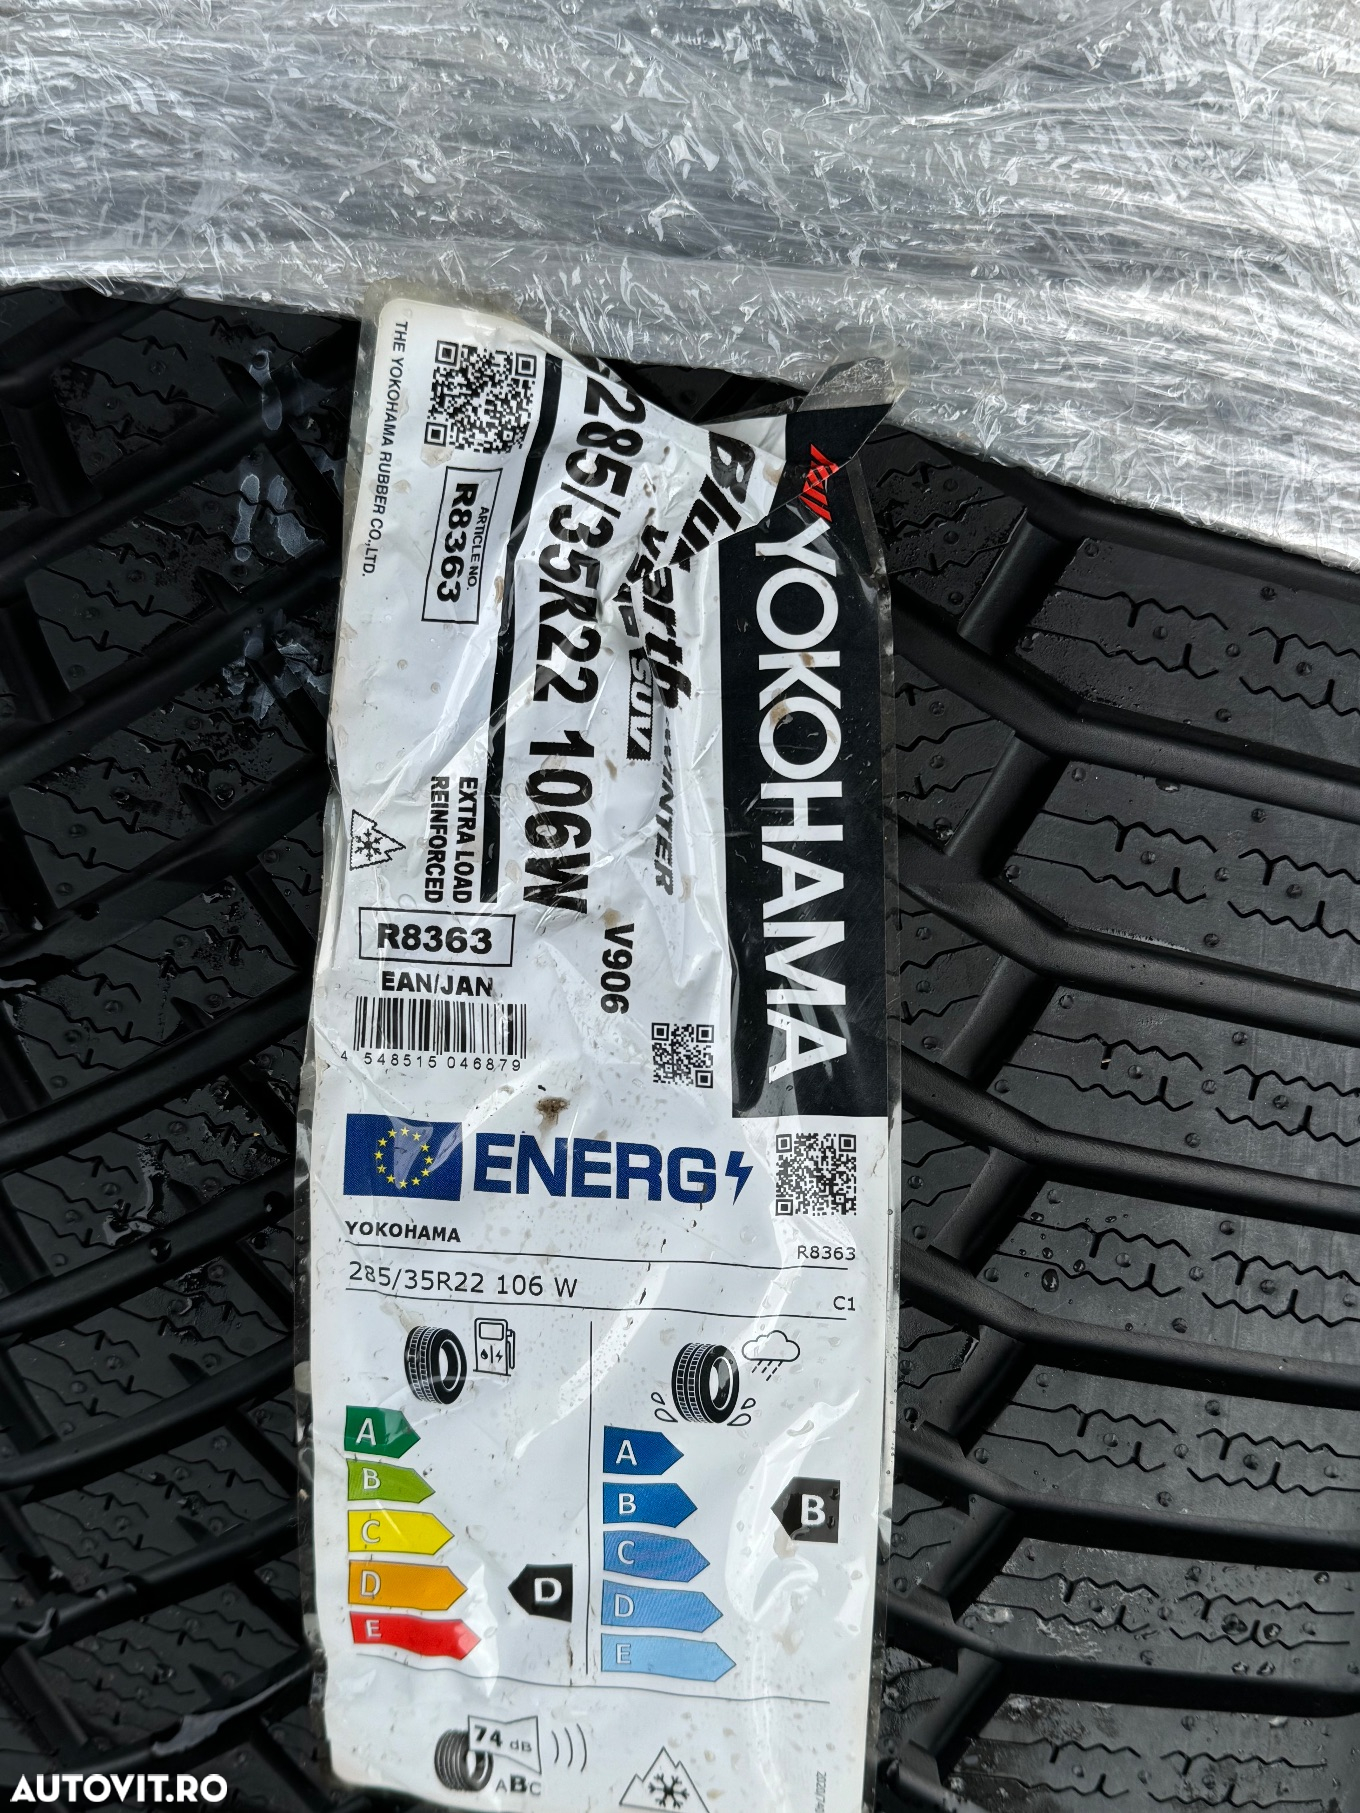 THE YOKOHAMA RUBBER CO.,LTD.
ARTICLE NO.
R8363
285/35R22 106W
EXTRA LOAD
REINFORCED
R8363
EAN/JAN
4 548515 046879
SUV
V906
YOKOHAMA
ENERG
YOKOHAMA
R8363
285/35R22 106 W
C1
A
B
C
D
E
D
A
B
C
D
E
B
74 dB
ABC
AUTOVIT.RO